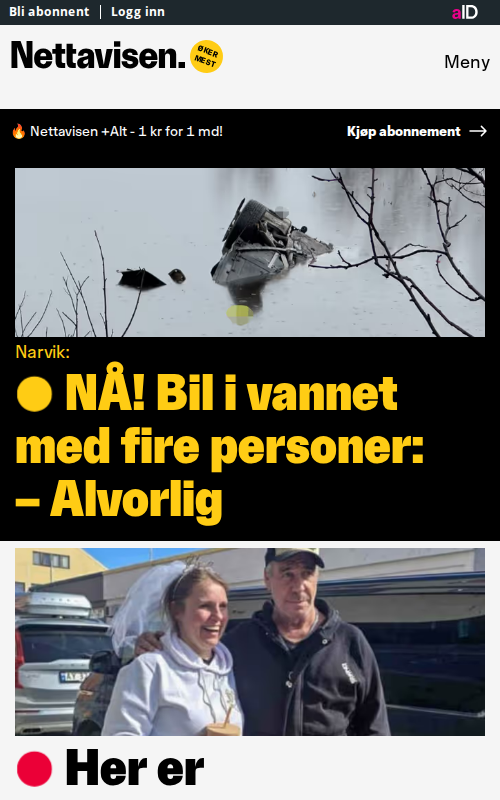 Bli abonnent | Logg inn
aID
Nettavisen.
ØKER
MEST
Meny
🔥 Nettavisen +Alt - 1 kr for 1 md!
Kjøp abonnement →
Narvik:
NÅ! Bil i vannet
med fire personer:
– Alvorlig
Her er